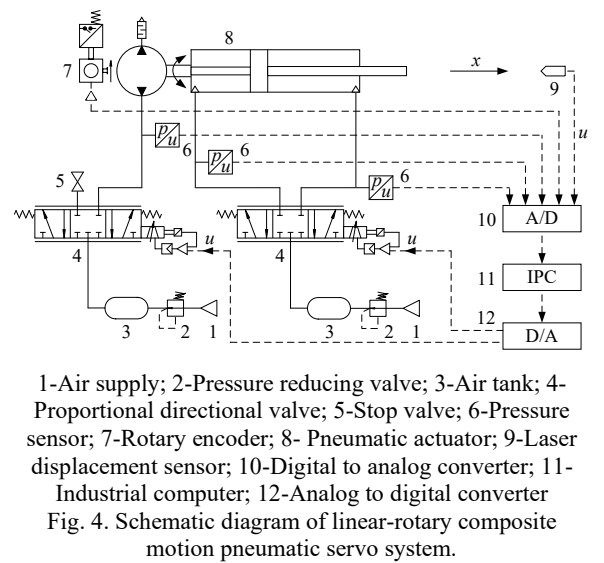 8
x
7
9
u
p
u
6
p
u
6
p
u
6
5
10
A/D
4
u
4
u
11
IPC
12
D/A
3
2
1
3
2
1
1-Air supply; 2-Pressure reducing valve; 3-Air tank; 4-
Proportional directional valve; 5-Stop valve; 6-Pressure
sensor; 7-Rotary encoder; 8- Pneumatic actuator; 9-Laser
displacement sensor; 10-Digital to analog converter; 11-
Industrial computer; 12-Analog to digital converter
Fig. 4. Schematic diagram of linear-rotary composite
motion pneumatic servo system.